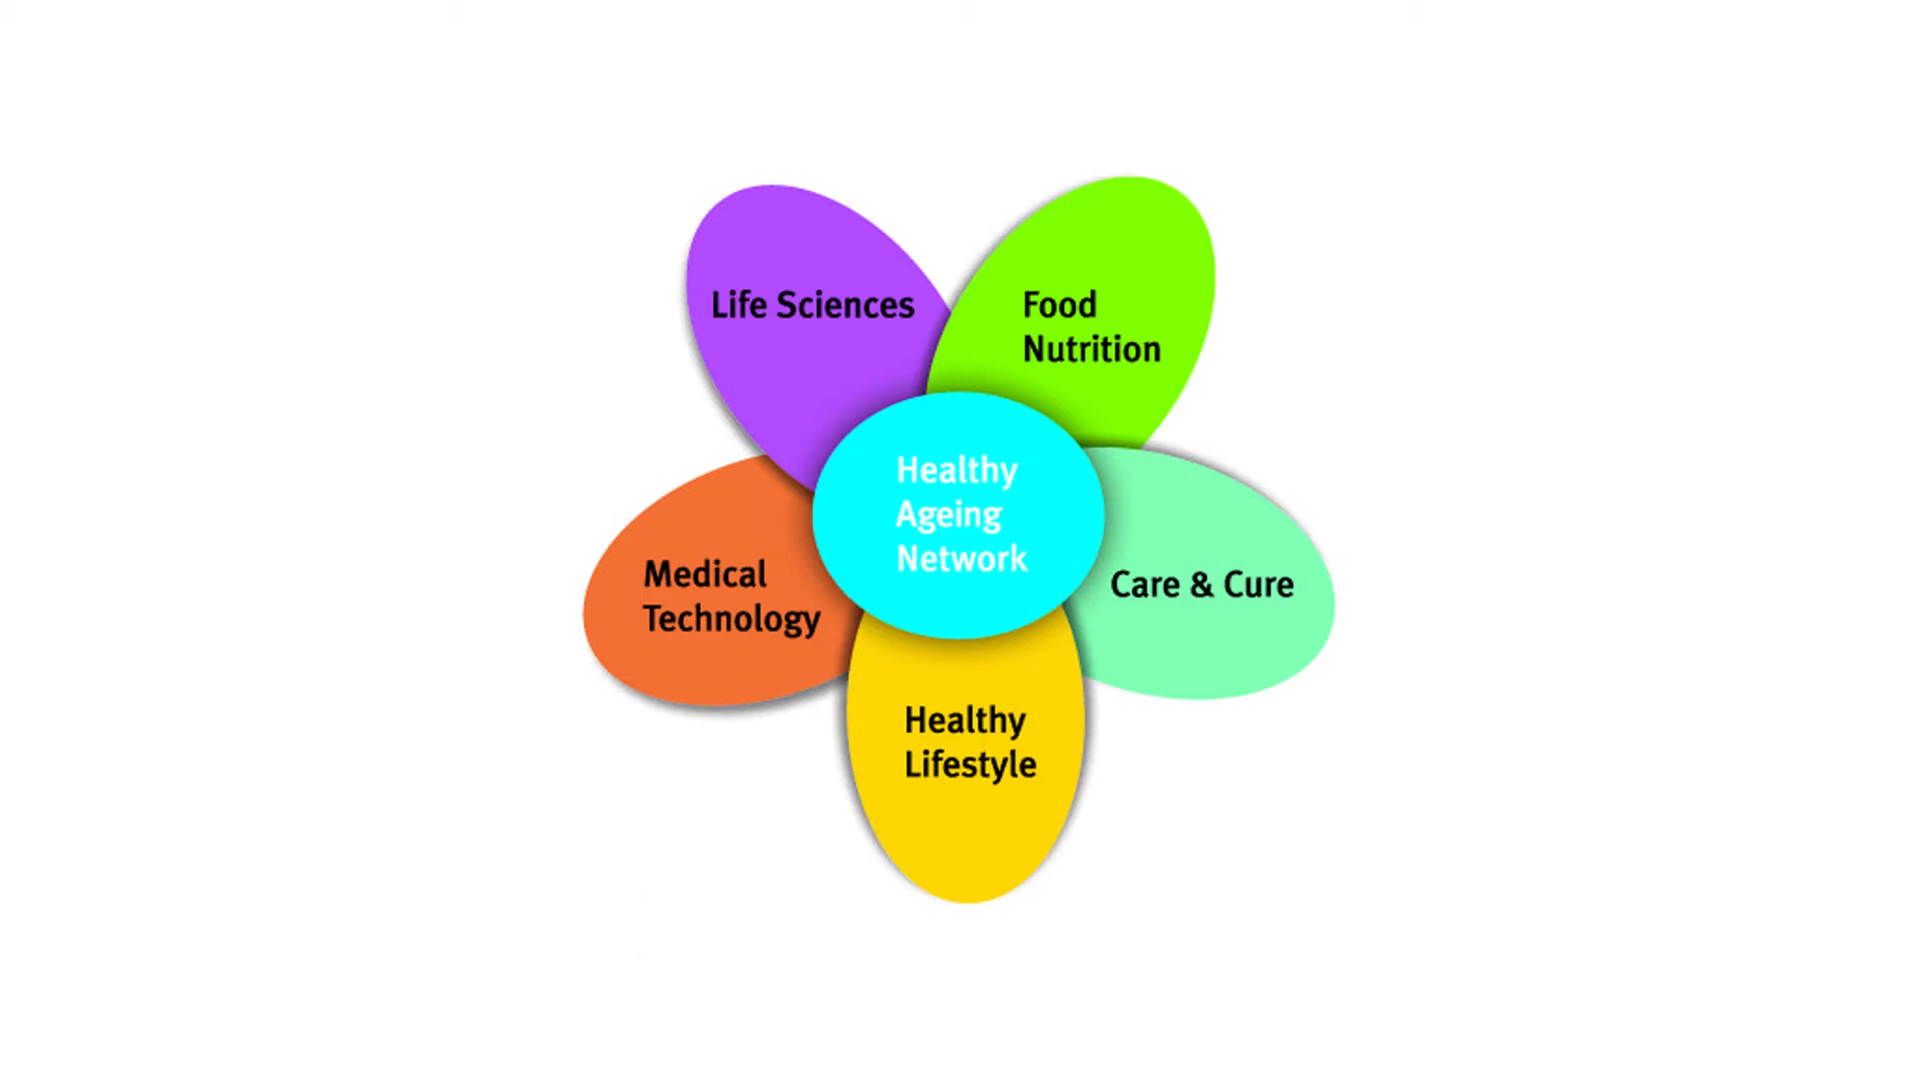 Life Sciences
Food
Nutrition
Healthy
Ageing
Network
Medical
Technology
Care & Cure
Healthy
Lifestyle